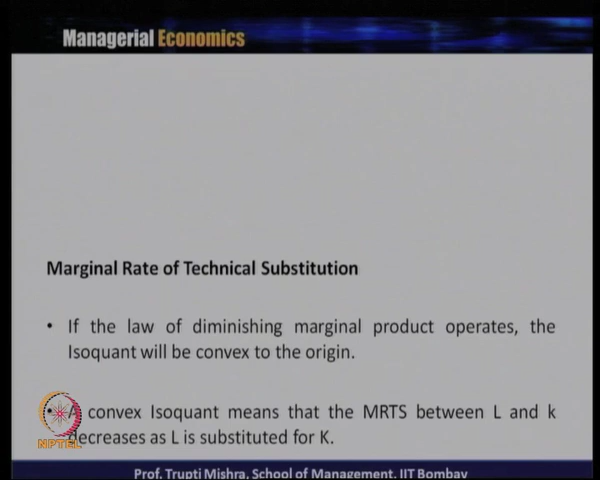 Managerial Economics
Marginal Rate of Technical Substitution
• If the law of diminishing marginal product operates, the
Isoquant will be convex to the origin.
• A convex Isoquant means that the MRTS between L and k
decreases as L is substituted for K.
NPTEL
Prof. Trupti Mishra, School of Management, IIT Bombay